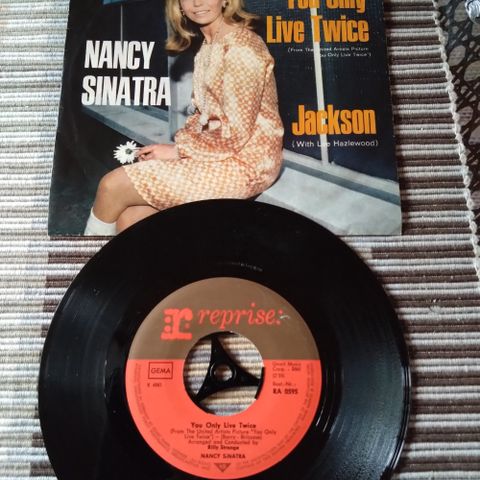 You Only
Live Twice
(From The United Artists Picture
"You Only Live Twice")
NANCY
SINATRA
Jackson
(With Lee Hazlewood)
r reprise:
GEMA
RA 0595
You Only Live Twice
(From The United Artists Picture "You Only
Live Twice") - (Barry - Bricusse)
Arranged and Conducted by
Billy Strange
NANCY SINATRA